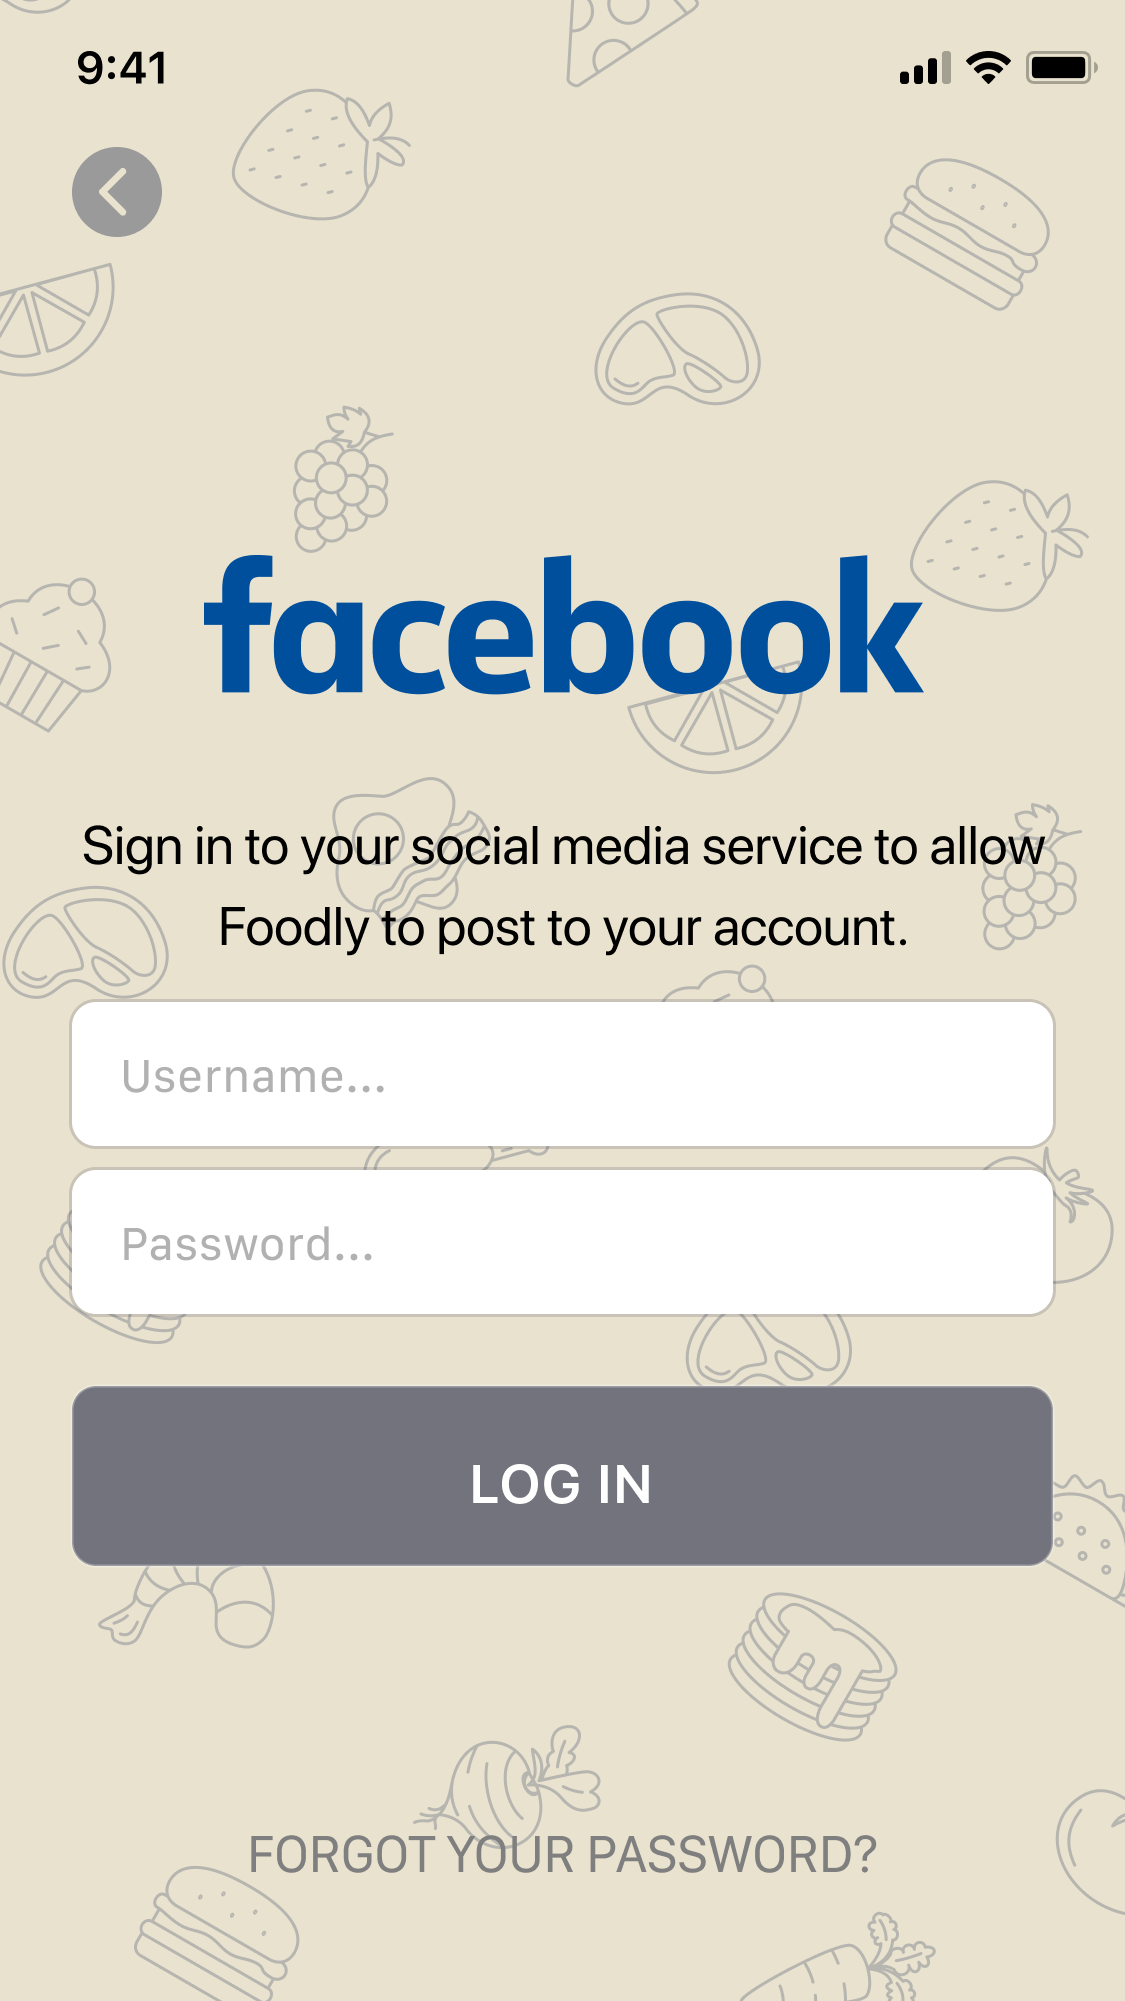 9:41
facebook
Sign in to your social media service to allow
Foodly to post to your account.
Username...
Password...
LOG IN
FORGOT YOUR PASSWORD?